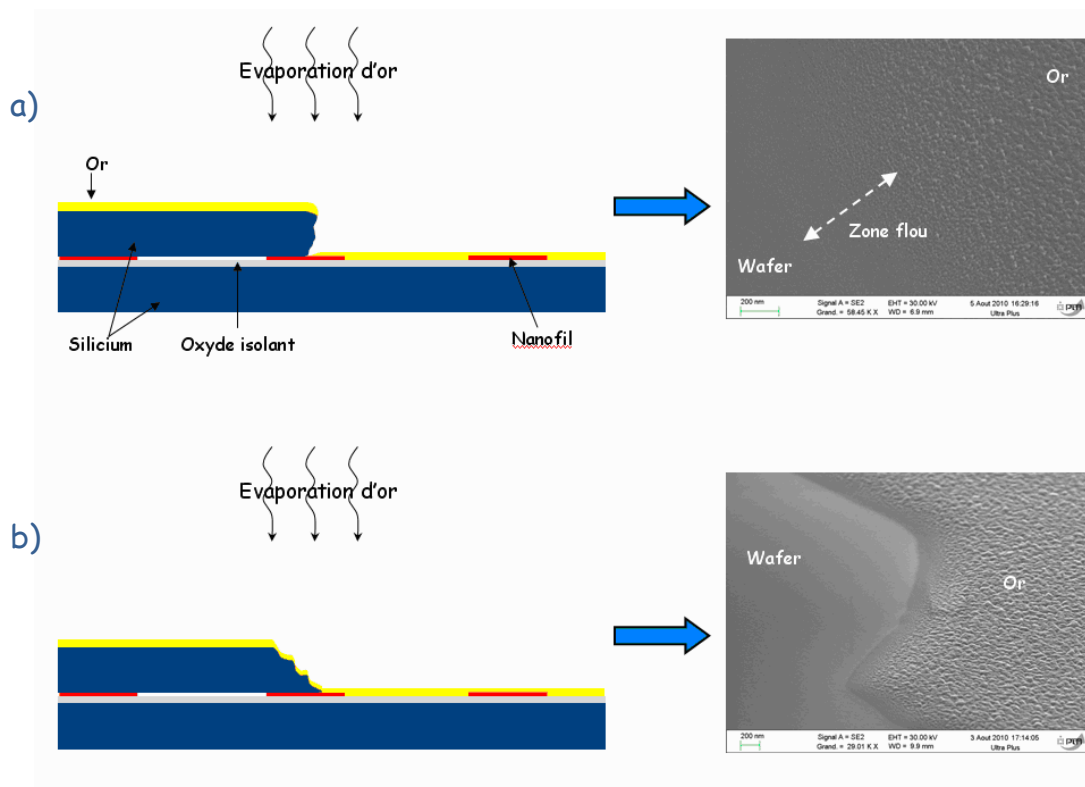 Evaporation d'or
a)
Or
Silicium
Oxyde isolant
Nanofil
Or
Zone flou
Wafer
200 nm
Signal A = SE2
EHT = 30.00 kV
5 Aout 2010 16:29:16
Grand. = 58.45 K X
WD = 6.9 mm
Ultra Plus
Evaporation d'or
b)
Wafer
Or
200 nm
Signal A = SE2
EHT = 30.00 kV
3 Aout 2010 17:14:05
Grand. = 29.01 K X
WD = 9.9 mm
Ultra Plus